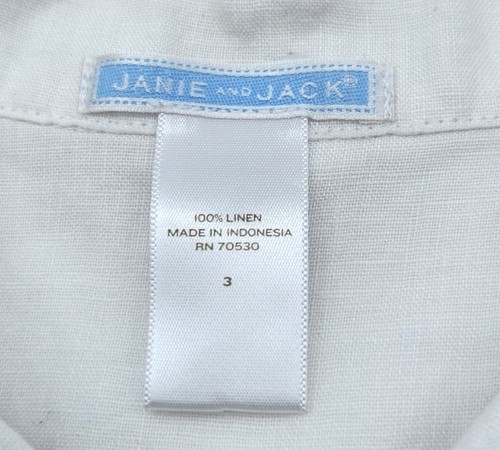 JANIE AND JACK®
100% LINEN
MADE IN INDONESIA
RN 70530
3